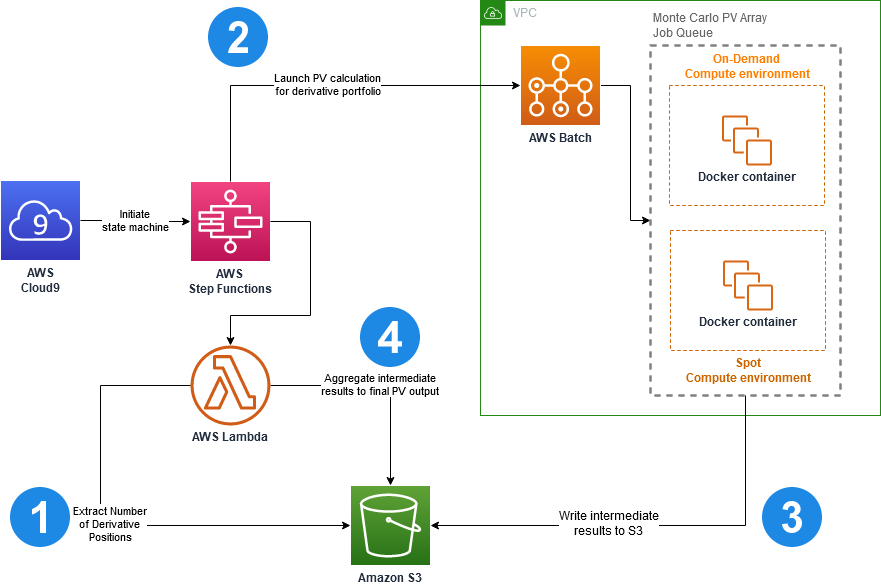 VPC
Monte Carlo PV Array
Job Queue
2
On-Demand
Compute environment
Launch PV calculation
for derivative portfolio
AWS Batch
Docker container
9
Initiate
state machine
AWS
Cloud9
AWS
Step Functions
Docker container
4
Spot
Compute environment
Aggregate intermediate
results to final PV output
AWS Lambda
1
Extract Number
of Derivative
Positions
Write intermediate
results to S3
3
Amazon S3